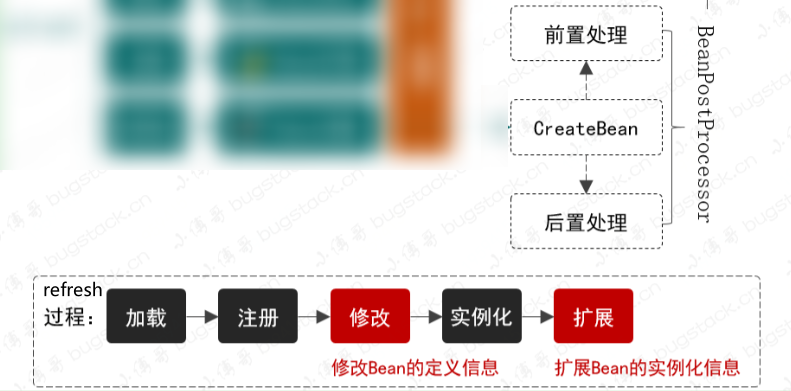 前置处理
CreateBean
后置处理
BeanPostProcessor
refresh
过程：
加载
注册
修改
实例化
扩展
修改Bean的定义信息
扩展Bean的实例化信息
小傅哥 bugstack.cn